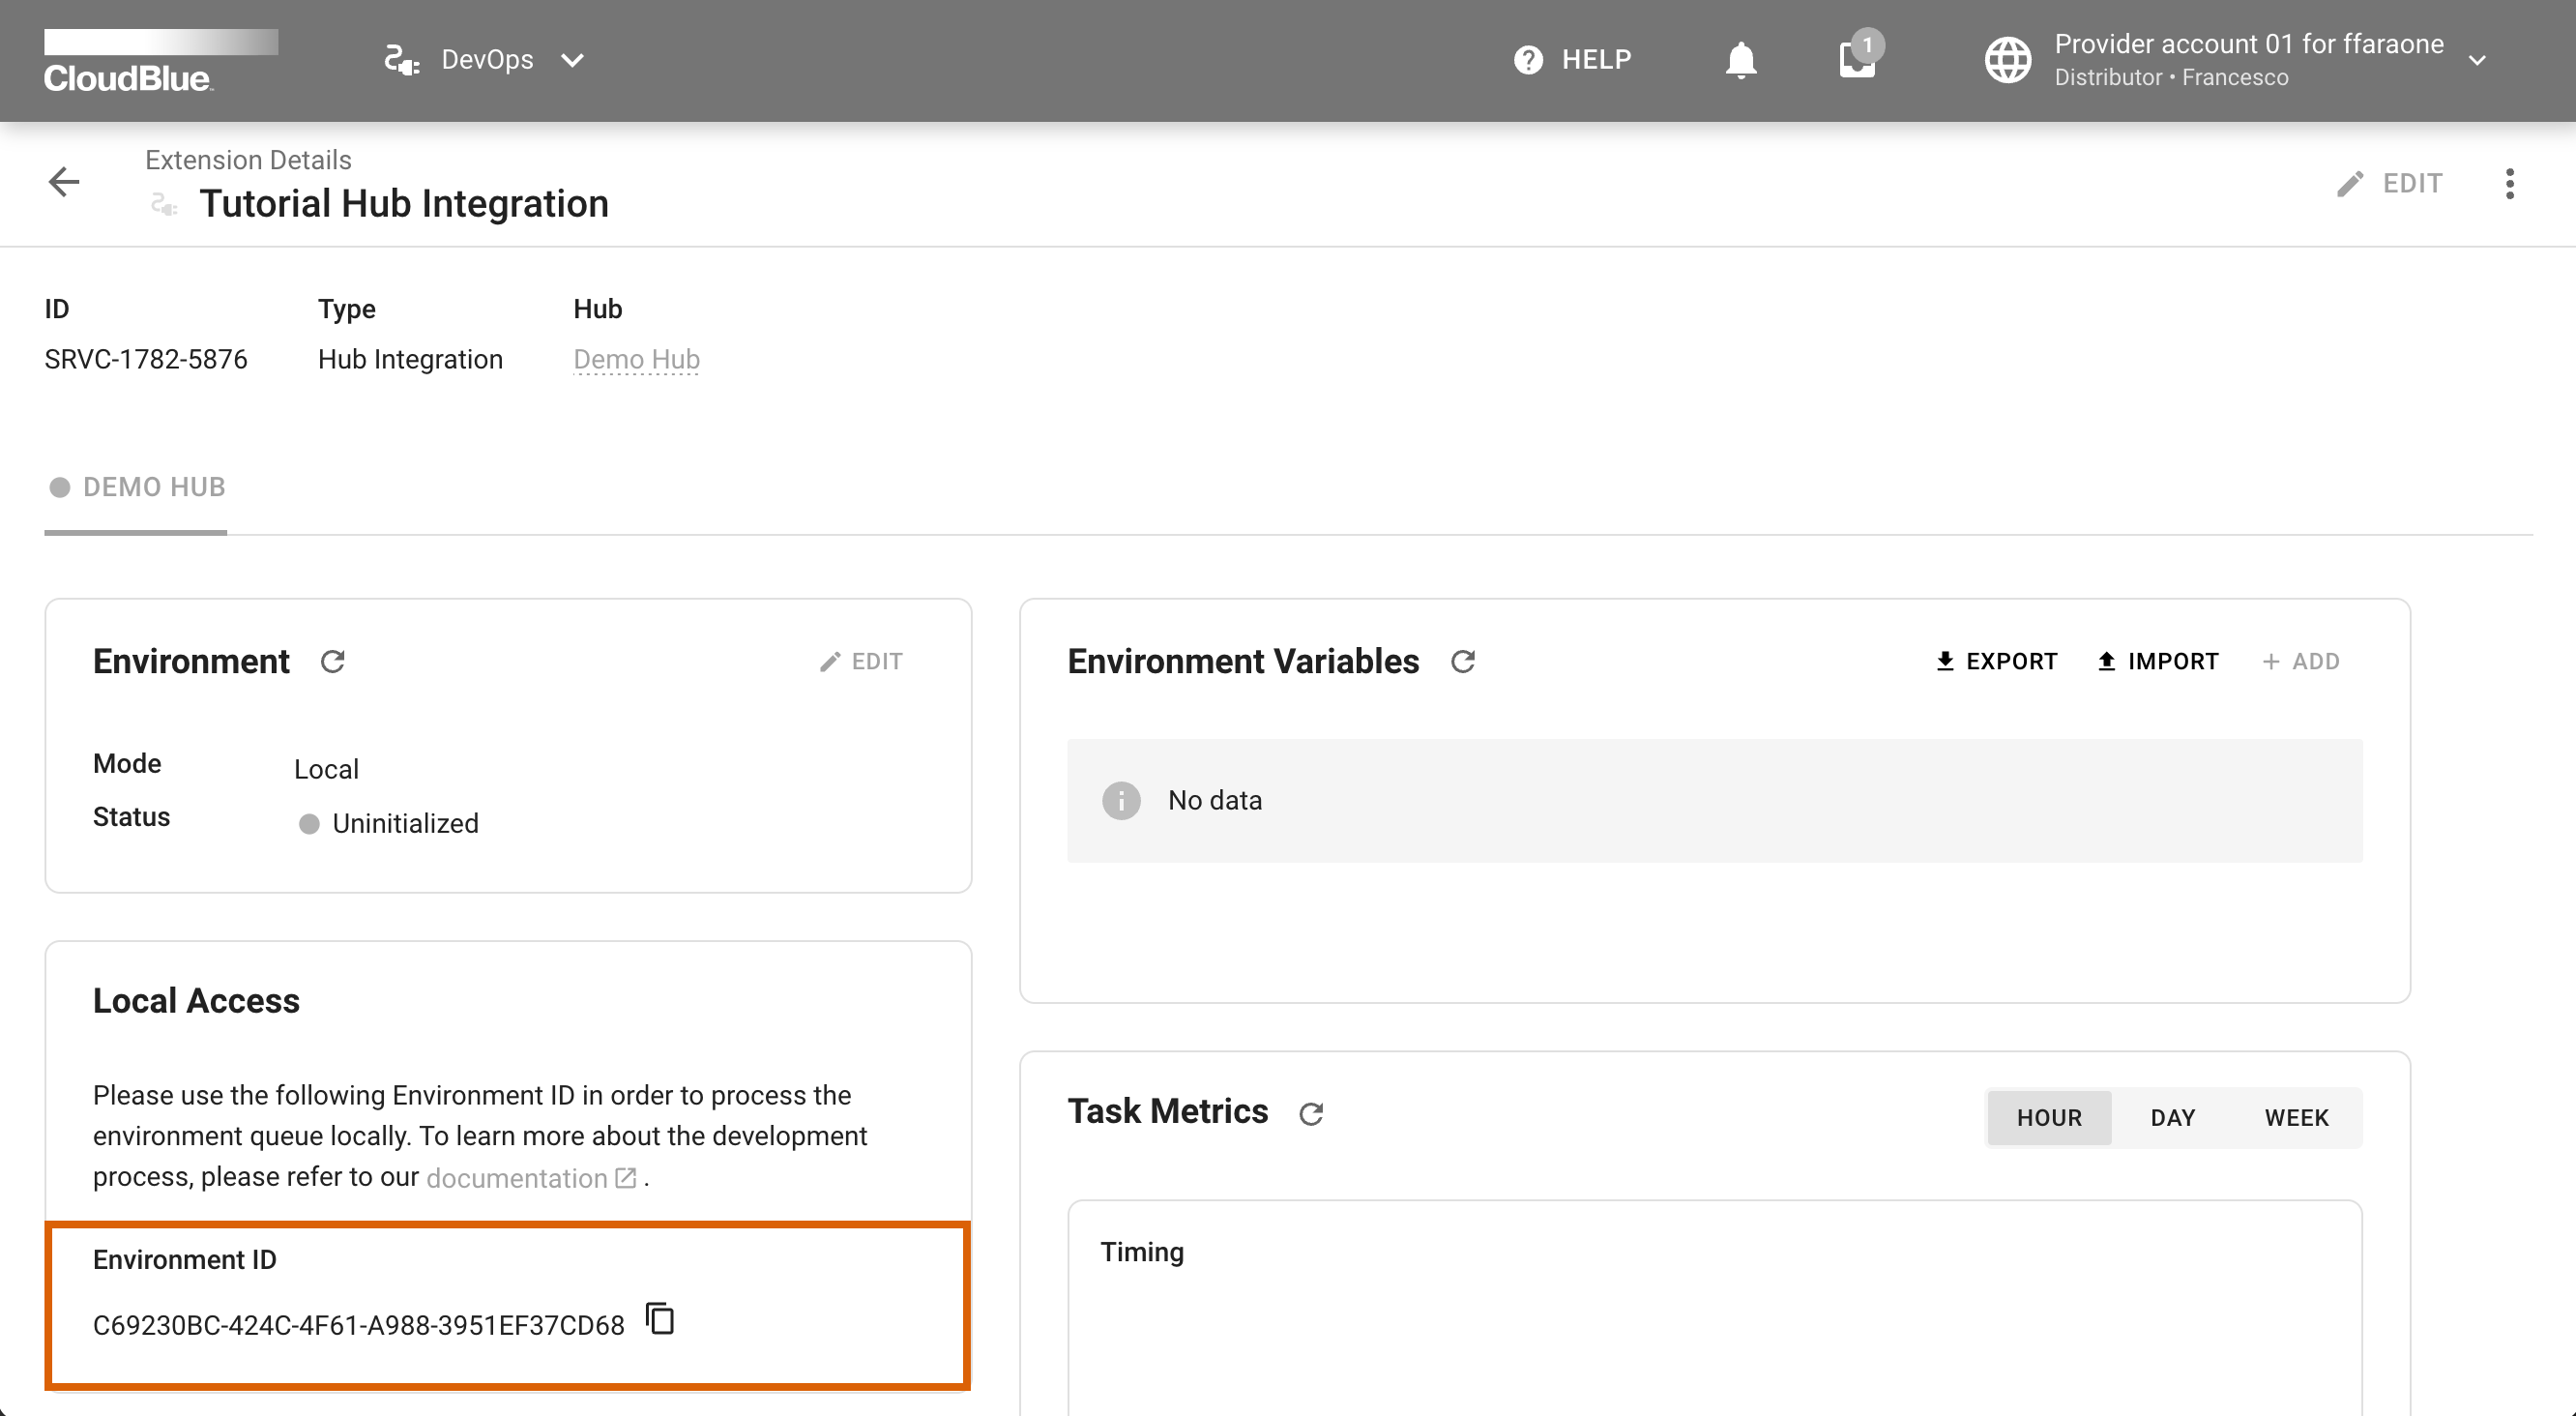 CloudBlue
DevOps
HELP
1
Provider account 01 for ffaraone
Distributor • Francesco
Extension Details
Tutorial Hub Integration
EDIT
ID
Type
Hub
SRVC-1782-5876
Hub Integration
Demo Hub
DEMO HUB
Environment
EDIT
Mode
Local
Status
Uninitialized
Environment Variables
EXPORT
IMPORT
+ ADD
No data
Local Access
Please use the following Environment ID in order to process the
environment queue locally. To learn more about the development
process, please refer to our documentation .
Environment ID
C69230BC-424C-4F61-A988-3951EF37CD68
Task Metrics
HOUR
DAY
WEEK
Timing